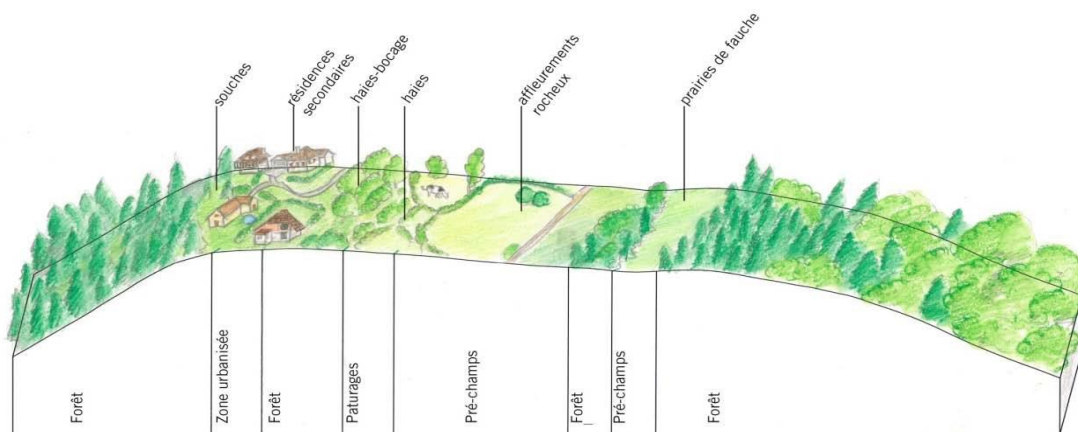 souches
résidences
secondaires
haies-bocage
haies
affleurements
rocheux
prairies de fauche
Forêt
Zone urbanisée
Forêt
Paturages
Pré-champs
Forêt
Pré-champs
Forêt